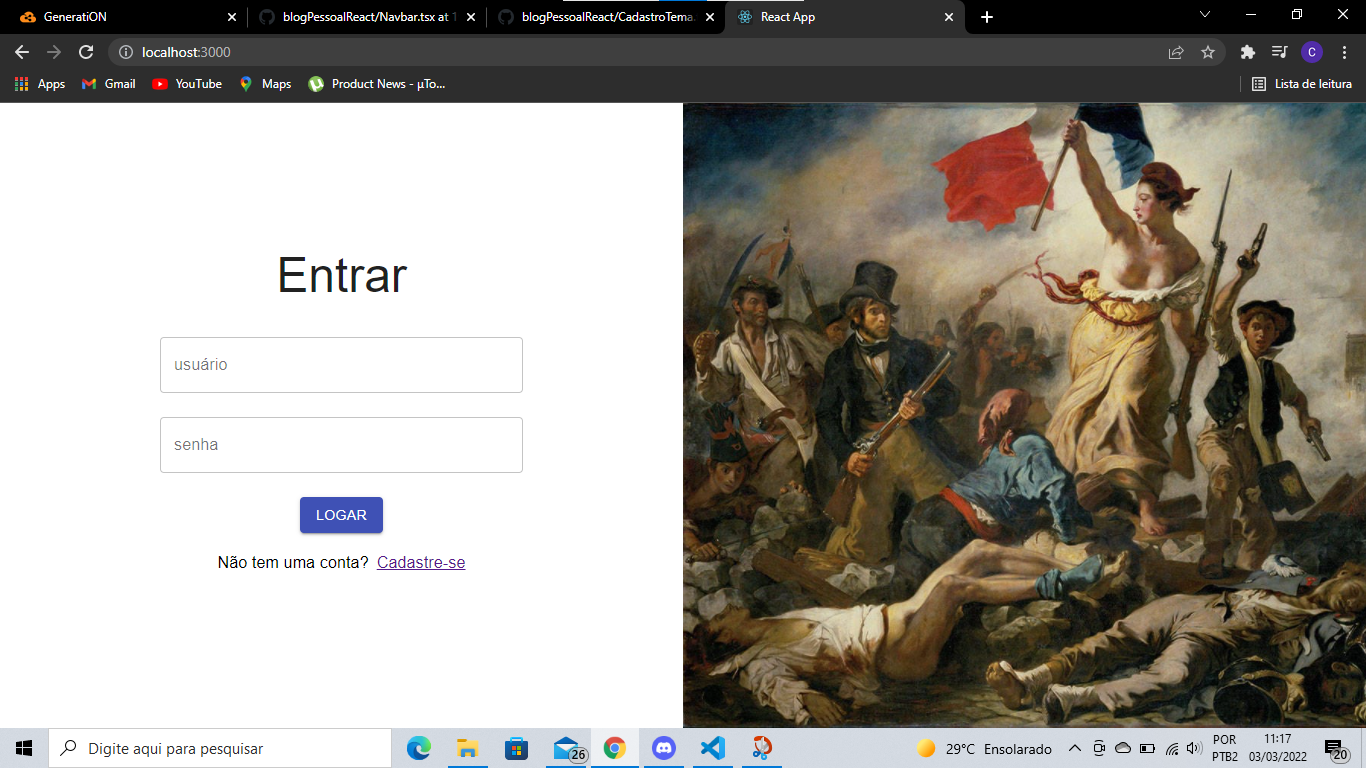 GeneratiON
blogPessoalReact/Navbar.tsx at 1
blogPessoalReact/CadastroTema.
React App
localhost:3000
C
Apps
Gmail
YouTube
Maps
Product News - µTo...
Lista de leitura
Entrar
usuário
senha
LOGAR
Não tem uma conta? Cadastre-se
Digite aqui para pesquisar
26
29°C Ensolarado
POR
PTB2
11:17
03/03/2022
20